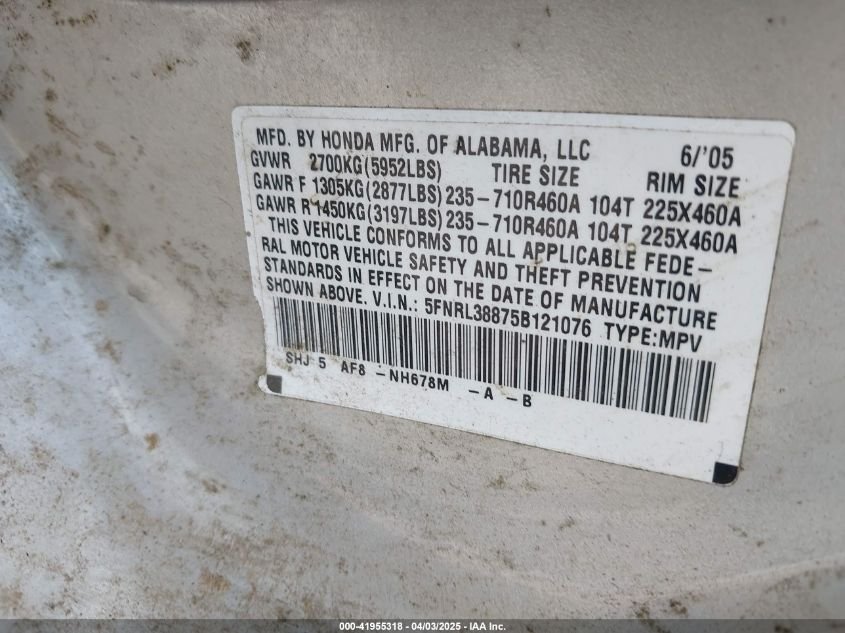 MFD. BY HONDA MFG. OF ALABAMA, LLC 6/'05
GVWR 2700KG(5952LBS) TIRE SIZE RIM SIZE
GAWR F 1305KG(2877LBS) 235-710R460A 104T 225X460A
GAWR R 1450KG(3197LBS) 235-710R460A 104T 225X460A
THIS VEHICLE CONFORMS TO ALL APPLICABLE FEDE-
RAL MOTOR VEHICLE SAFETY AND THEFT PREVENTION
STANDARDS IN EFFECT ON THE DATE OF MANUFACTURE
SHOWN ABOVE. V.I.N.: 5FNRL38875B121076 TYPE:MPV
SHJ 5 AF8 -NH678M -A -B
000-41955318 - 04/03/2025 - IAA Inc.